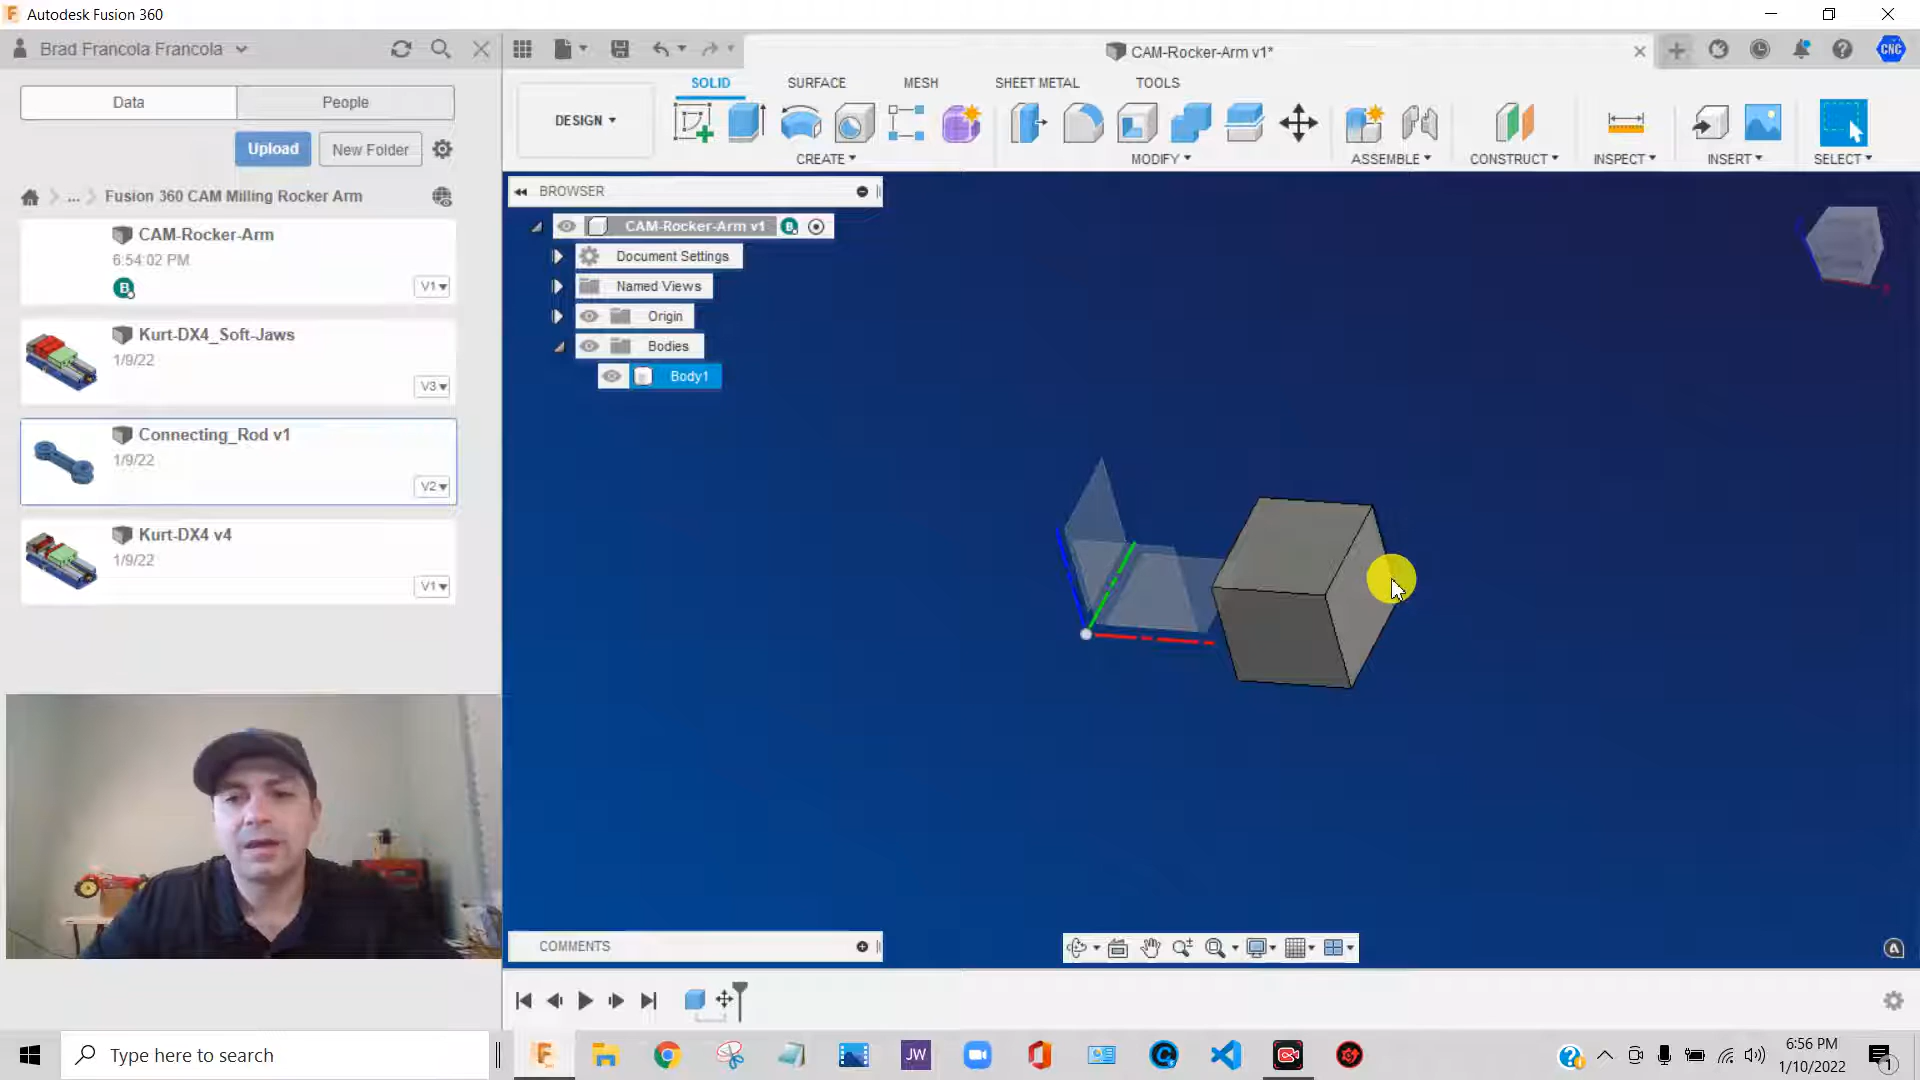 Autodesk Fusion 360
Brad Francola Francola
Data
People
Upload
New Folder
... Fusion 360 CAM Milling Rocker Arm
CAM-Rocker-Arm
6:54:02 PM
B
V1
Kurt-DX4_Soft-Jaws
1/9/22
V3
Connecting_Rod v1
1/9/22
V2
Kurt-DX4 v4
1/9/22
V1
CAM-Rocker-Arm v1*
CNC
SOLID
SURFACE
MESH
SHEET METAL
TOOLS
DESIGN
CREATE
MODIFY
ASSEMBLE
CONSTRUCT
INSPECT
INSERT
SELECT
BROWSER
CAM-Rocker-Arm v1
B
Document Settings
Named Views
Origin
Bodies
Body1
COMMENTS
Type here to search
JW
6:56 PM
1/10/2022
1